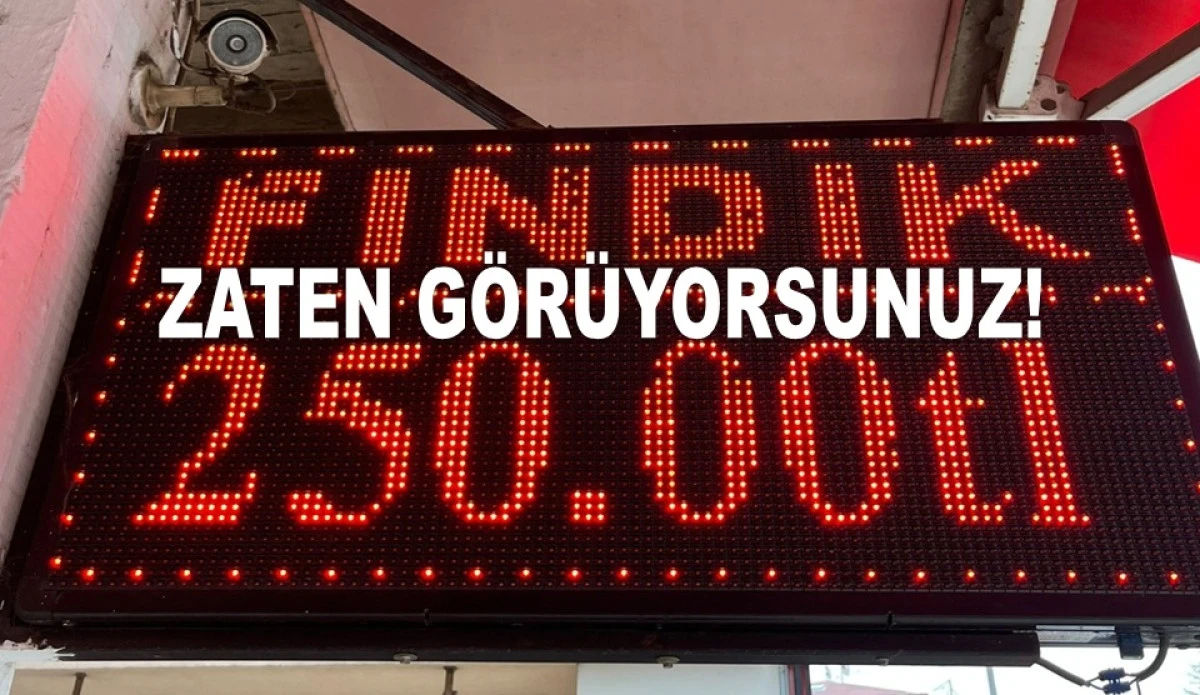 FINDIK
ZATEN GÖRÜYORSUNUZ!
250.00tl